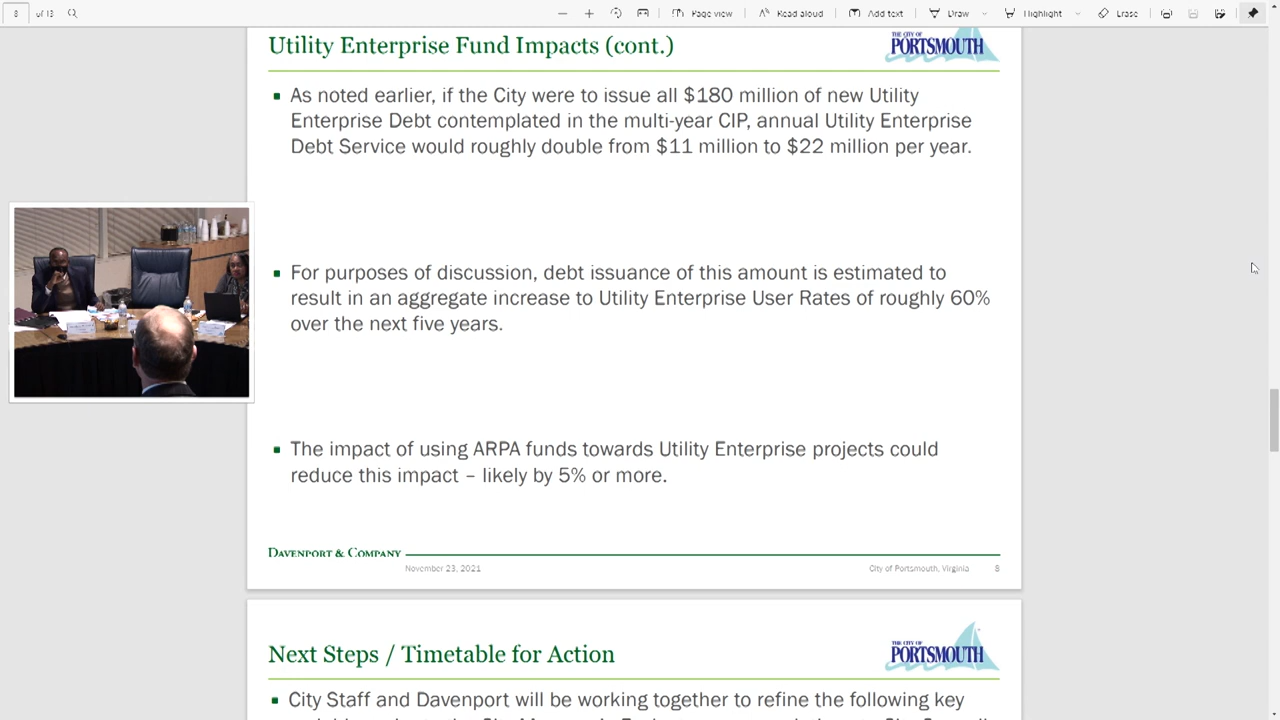 8 of 13 Page view Read aloud Add text Draw Highlight Erase
Utility Enterprise Fund Impacts (cont.)
THE CITY OF
PORTSMOUTH
▪ As noted earlier, if the City were to issue all $180 million of new Utility
Enterprise Debt contemplated in the multi-year CIP, annual Utility Enterprise
Debt Service would roughly double from $11 million to $22 million per year.
▪ For purposes of discussion, debt issuance of this amount is estimated to
result in an aggregate increase to Utility Enterprise User Rates of roughly 60%
over the next five years.
▪ The impact of using ARPA funds towards Utility Enterprise projects could
reduce this impact – likely by 5% or more.
DAVENPORT & COMPANY
November 23, 2021 City of Portsmouth, Virginia 8
Next Steps / Timetable for Action
THE CITY OF
PORTSMOUTH
▪ City Staff and Davenport will be working together to refine the following key